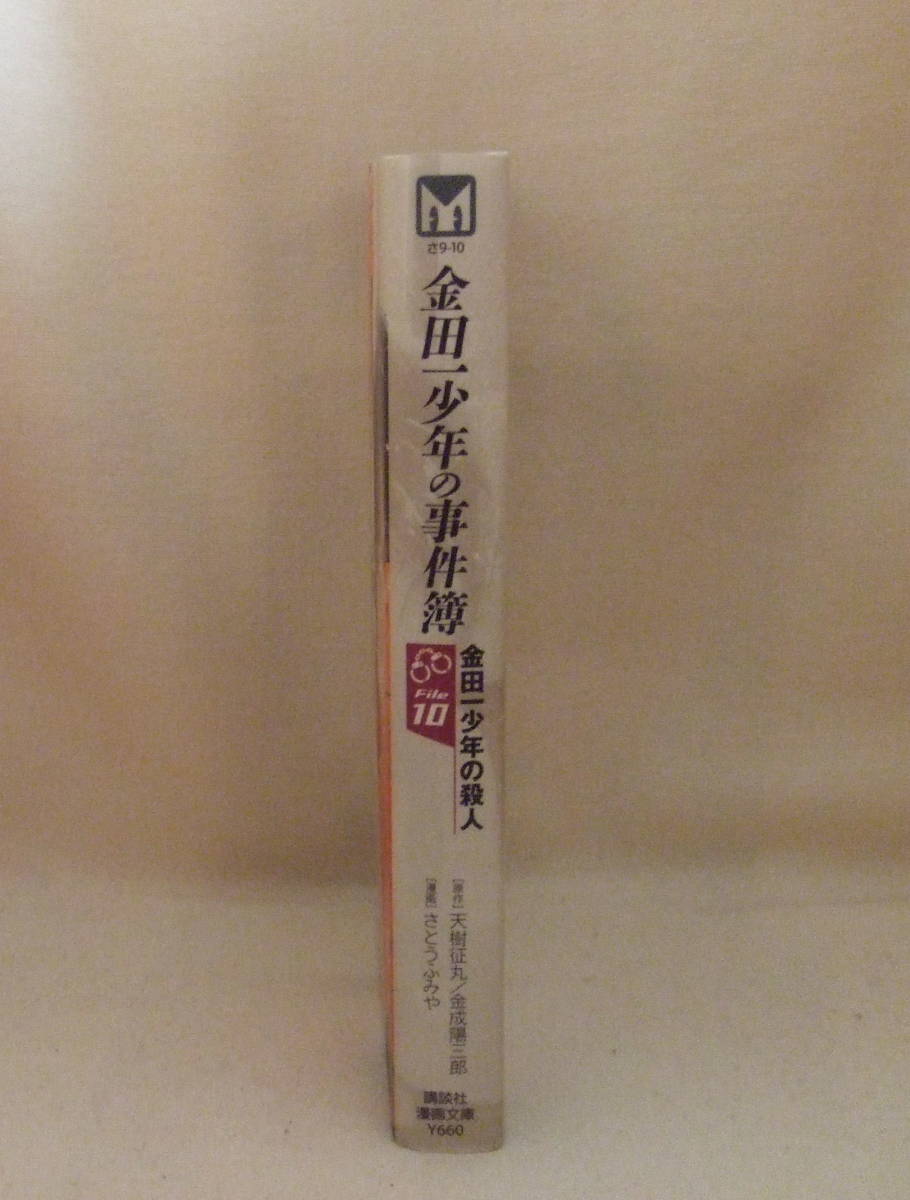 さ9-10
金田一少年の事件簿
File
10
金田一少年の殺人
[原作]天樹征丸/金成陽三郎
[漫画]さとうふみや
講談社
漫画文庫
Y660